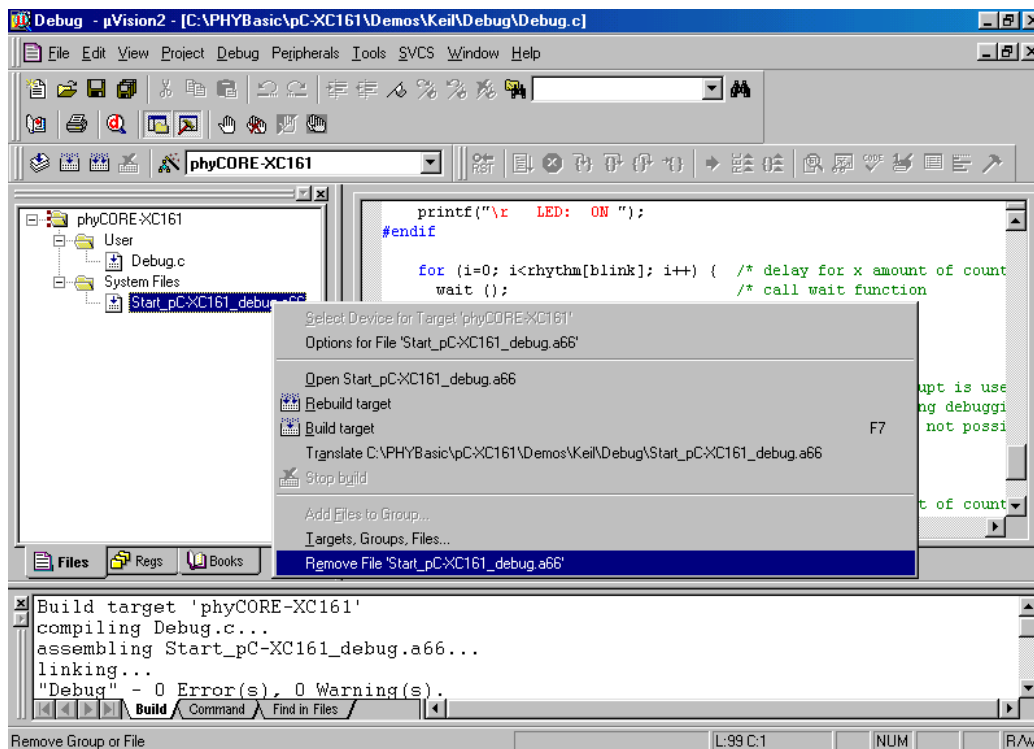 Debug - µVision2 - [C:\PHYBasic\pC-XC161\Demos\Keil\Debug\Debug.c]
File Edit View Project Debug Peripherals Tools SVCS Window Help
phyCORE-XC161
RST
CODE
phyCORE-XC161
User
Debug.c
System Files
Start_pC-XC161_debug.a66
printf("\r   LED:  ON ");
#endif
for (i=0; i<rhythm[blink]; i++) {  /* delay for x amount of count
wait ();                         /* call wait function
Select Device for Target 'phyCORE-XC161'
Options for File 'Start_pC-XC161_debug.a66'
Open Start_pC-XC161_debug.a66
upt is use
Rebuild target
ng debuggi
Build target F7
not possi
Translate C:\PHYBasic\pC-XC161\Demos\Keil\Debug\Start_pC-XC161_debug.a66
Stop build
t of count
Add Files to Group...
Targets, Groups, Files...
Remove File 'Start_pC-XC161_debug.a66'
Files Regs Books
Build target 'phyCORE-XC161'
compiling Debug.c...
assembling Start_pC-XC161_debug.a66...
linking...
"Debug" - 0 Error(s), 0 Warning(s).
Build Command Find in Files
Remove Group or File L:99 C:1 NUM R/W